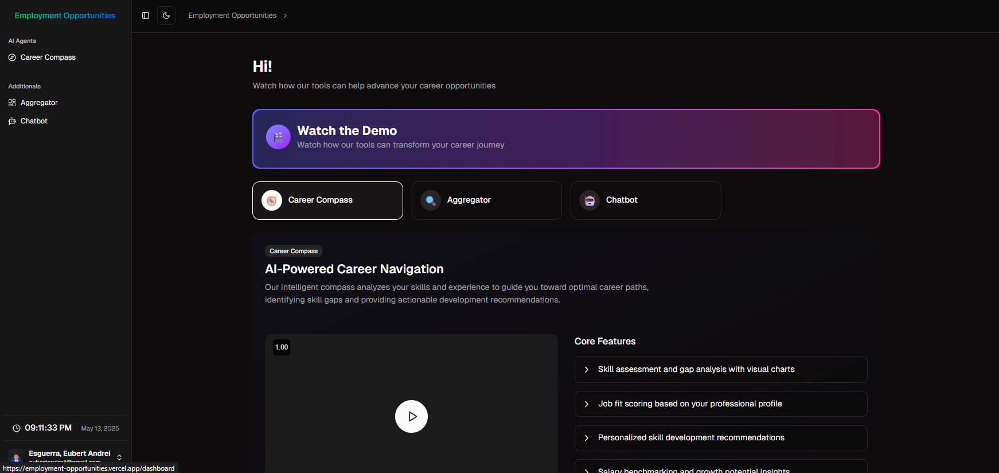 Employment Opportunities
AI Agents
Career Compass
Additionals
Aggregator
Chatbot
09:11:33 PM May 13, 2025
Esguerra, Eubert Andrei
eubertandreii@gmail.com
https://employment-opportunities.vercel.app/dashboard
Employment Opportunities
Hi!
Watch how our tools can help advance your career opportunities
Watch the Demo
Watch how our tools can transform your career journey
Career Compass
Aggregator
Chatbot
Career Compass
AI-Powered Career Navigation
Our intelligent compass analyzes your skills and experience to guide you toward optimal career paths,
identifying skill gaps and providing actionable development recommendations.
1.00
Core Features
Skill assessment and gap analysis with visual charts
Job fit scoring based on your professional profile
Personalized skill development recommendations
Salary benchmarking and growth potential insights